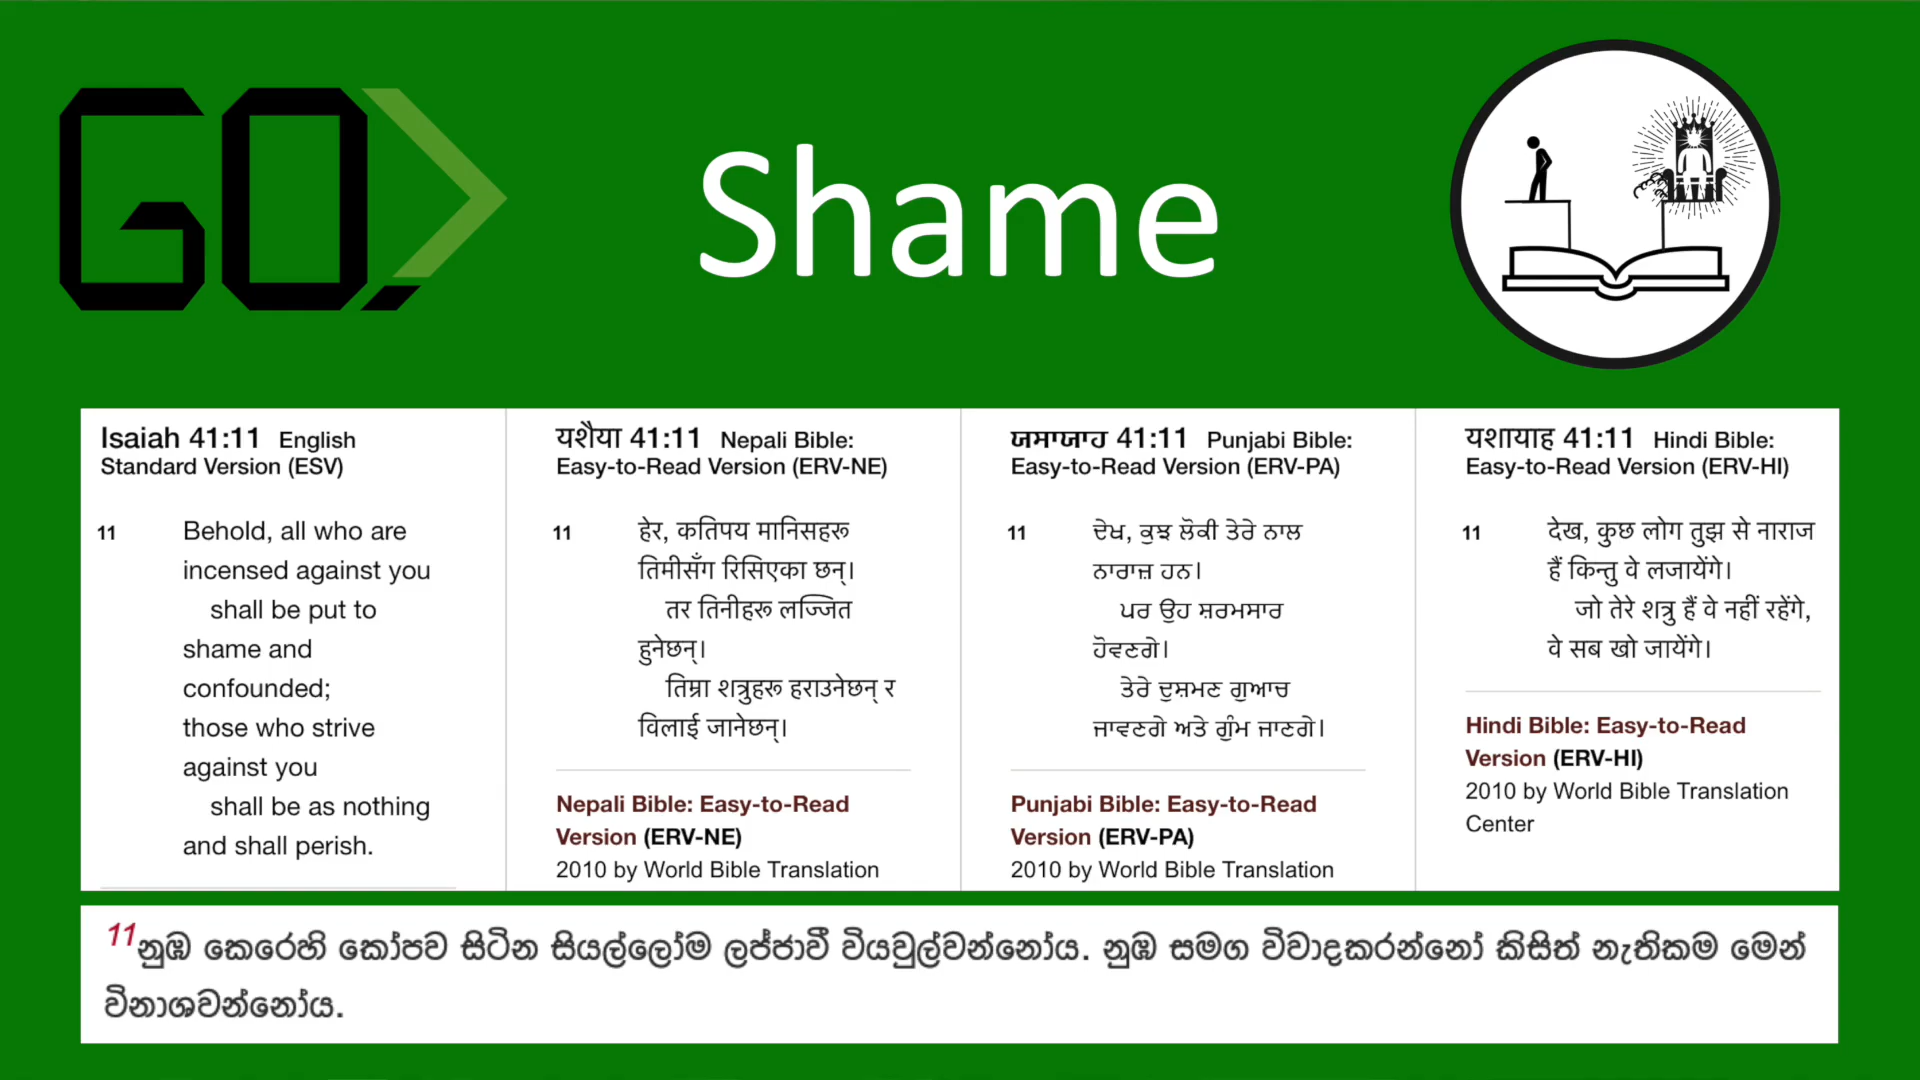 GO
Shame
Isaiah 41:11 English
Standard Version (ESV)
11 Behold, all who are
incensed against you
shall be put to
shame and
confounded;
those who strive
against you
shall be as nothing
and shall perish.
यशैया 41:11 Nepali Bible:
Easy-to-Read Version (ERV-NE)
11 हेर, कतिपय मानिसहरू
तिमीसँग रिसिएका छन्।
तर तिनीहरू लज्जित
हुनेछन्।
तिम्रा शत्रुहरू हराउनेछन् र
विलाई जानेछन्।
Nepali Bible: Easy-to-Read
Version (ERV-NE)
2010 by World Bible Translation
ਯਸਾਯਾਹ 41:11 Punjabi Bible:
Easy-to-Read Version (ERV-PA)
11 ਦੇਖ, ਕੁਝ ਲੋਕੀ ਤੇਰੇ ਨਾਲ
ਨਾਰਾਜ਼ ਹਨ।
ਪਰ ਉਹ ਸ਼ਰਮਸਾਰ
ਹੋਵਣਗੇ।
ਤੇਰੇ ਦੁਸ਼ਮਣ ਗੁਆਚ
ਜਾਵਣਗੇ ਅਤੇ ਗੁੰਮ ਜਾਣਗੇ।
Punjabi Bible: Easy-to-Read
Version (ERV-PA)
2010 by World Bible Translation
यशायाह 41:11 Hindi Bible:
Easy-to-Read Version (ERV-HI)
11 देख, कुछ लोग तुझ से नाराज
हैं किन्तु वे लजायेंगे।
जो तेरे शत्रु हैं वे नहीं रहेंगे,
वे सब खो जायेंगे।
Hindi Bible: Easy-to-Read
Version (ERV-HI)
2010 by World Bible Translation
Center
11 නුඹ කෙරෙහි කෝපව සිටින සියල්ලෝම ලජ්ජාවී වියවුල්වන්නෝය. නුඹ සමග විවාදකරන්නෝ කිසිත් නැතිකම මෙන්
විනාශවන්නෝය.